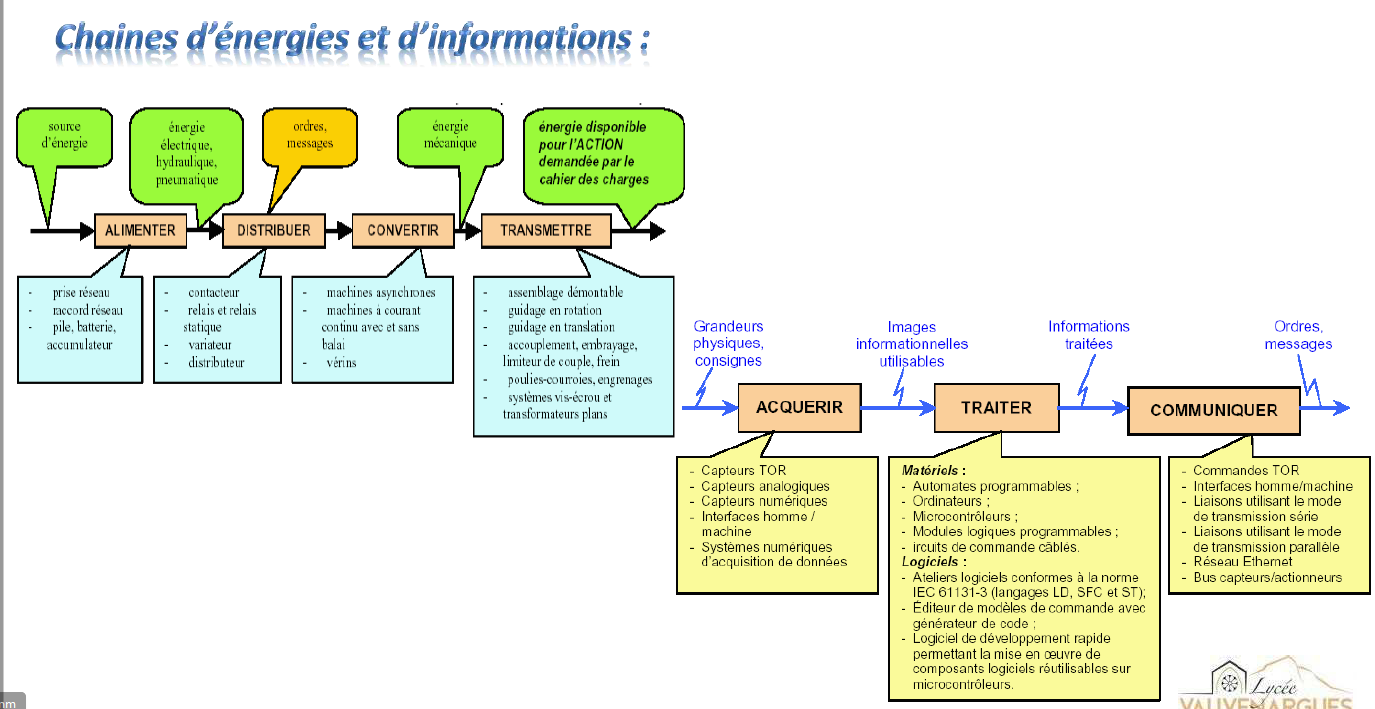 Chaines d'énergies et d'informations :
source
d'énergie
énergie
électrique,
hydraulique,
pneumatique
ordres,
messages
énergie
mécanique
énergie disponible
pour l'ACTION
demandée par le
cahier des charges
ALIMENTER
DISTRIBUER
CONVERTIR
TRANSMETTRE
- prise réseau
- raccord réseau
- pile, batterie,
accumulateur
- contacteur
- relais et relais
statique
- variateur
- distributeur
- machines asynchrones
- machines à courant
continu avec et sans
balai
- vérins
- assemblage démontable
- guidage en rotation
- guidage en translation
- accouplement, embrayage,
limiteur de couple, frein
- poulies-courroies, engrenages
- systèmes vis-écrou et
transformateurs plans
Grandeurs
physiques,
consignes
Images
informationnelles
utilisables
Informations
traitées
Ordres,
messages
ACQUERIR
TRAITER
COMMUNIQUER
- Capteurs TOR
- Capteurs analogiques
- Capteurs numériques
- Interfaces homme /
machine
- Systèmes numériques
d'acquisition de données
Matériels :
- Automates programmables ;
- Ordinateurs ;
- Microcontrôleurs ;
- Modules logiques programmables ;
- ircuits de commande câblés.
Logiciels :
- Ateliers logiciels conformes à la norme
IEC 61131-3 (langages LD, SFC et ST);
- Éditeur de modèles de commande avec
générateur de code ;
- Logiciel de développement rapide
permettant la mise en œuvre de
composants logiciels réutilisables sur
microcontrôleurs.
- Commandes TOR
- Interfaces homme/machine
- Liaisons utilisant le mode
de transmission série
- Liaisons utilisant le mode
de transmission parallèle
- Réseau Ethernet
- Bus capteurs/actionneurs
Lycée
VAUVENARGUES